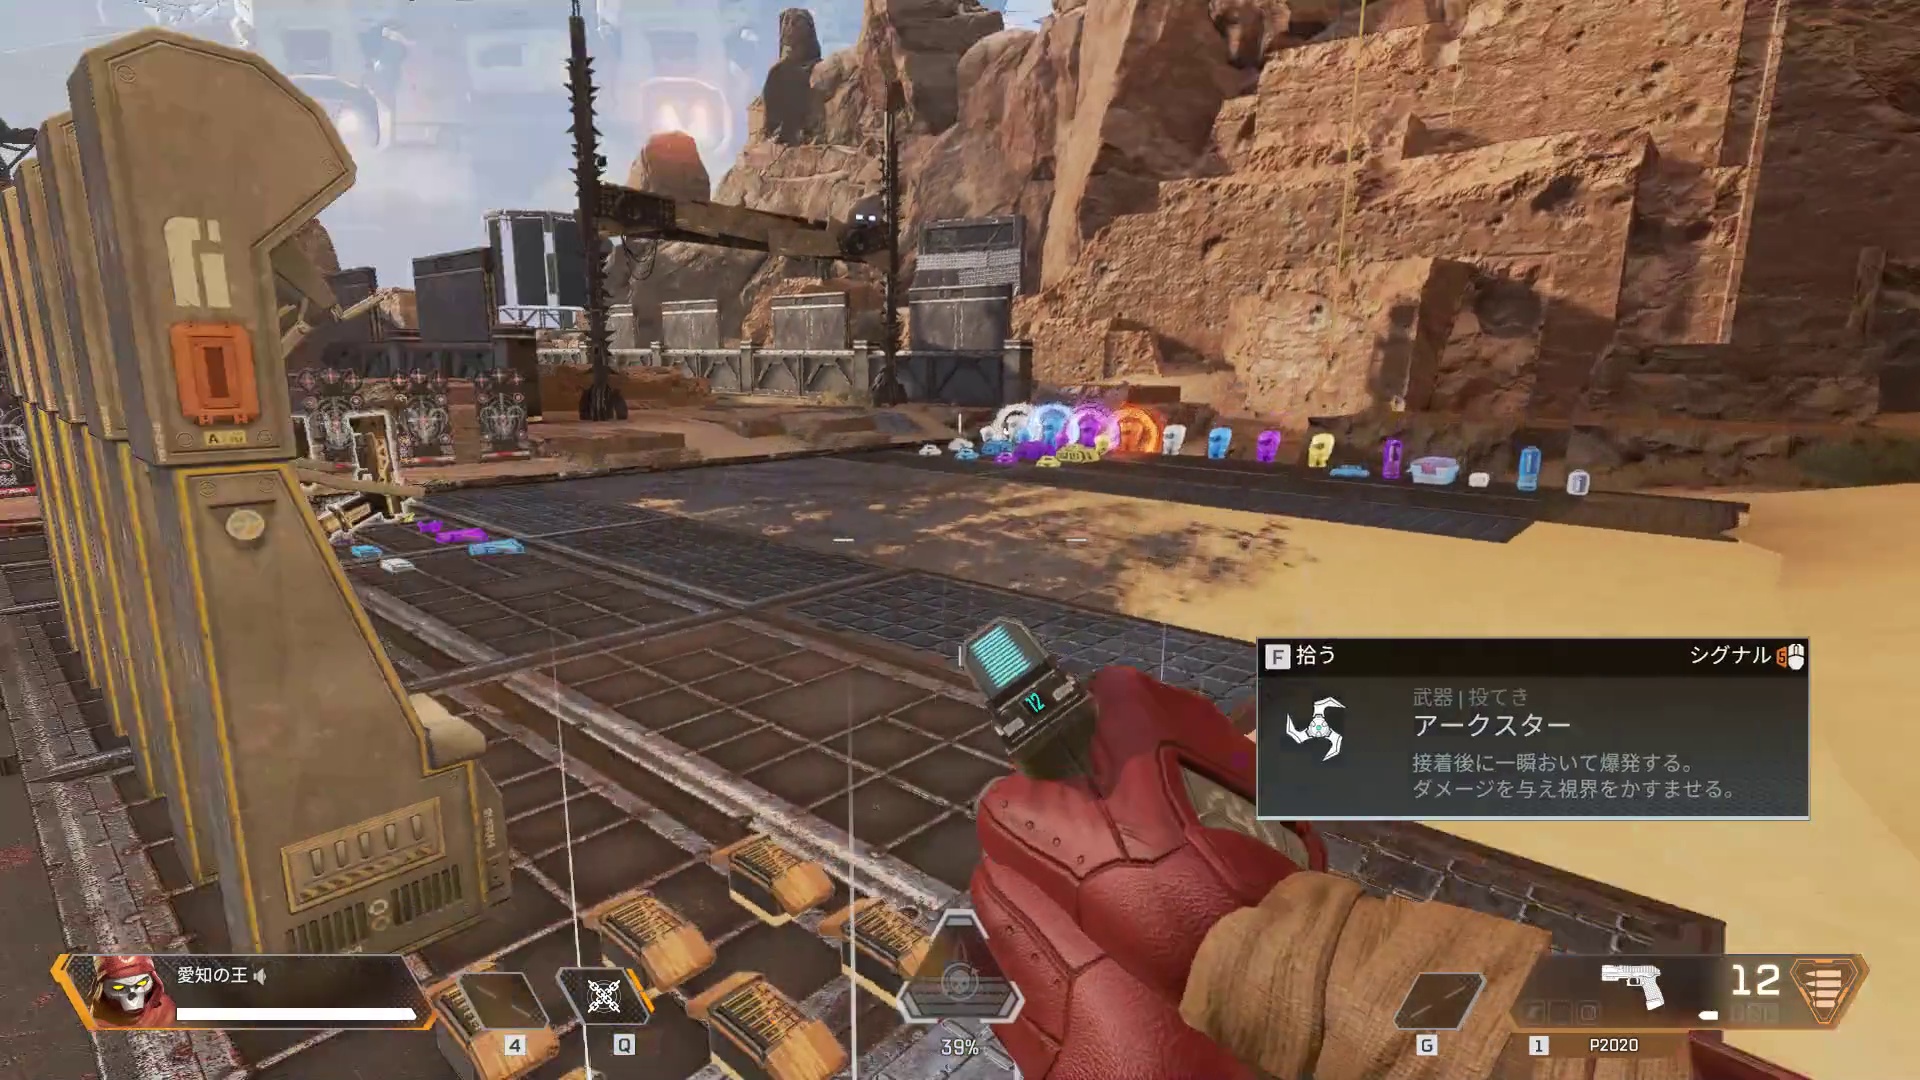 A
12
F 拾う
シグナル 5
武器 | 投てき
アークスター
接着後に一瞬おいて爆発する。
ダメージを与え視界をかすませる。
愛知の王
4
Q
39%
G
12
1
P2020